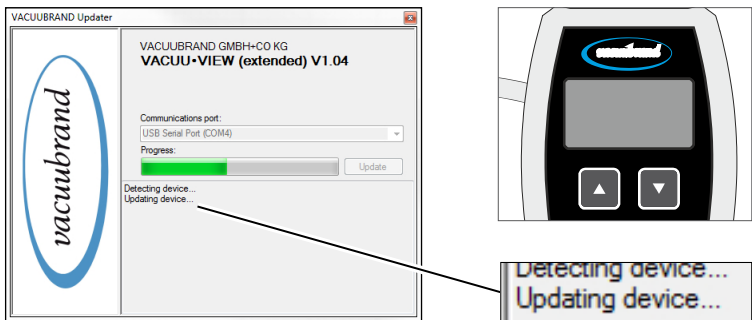 VACUUBRAND Updater
vacuubrand
VACUUBRAND GMBH+CO KG
VACUU•VIEW (extended) V1.04
Communications port:
USB Serial Port (COM4)
Progress:
Update
Detecting device...
Updating device...
Detecting device...
Updating device...